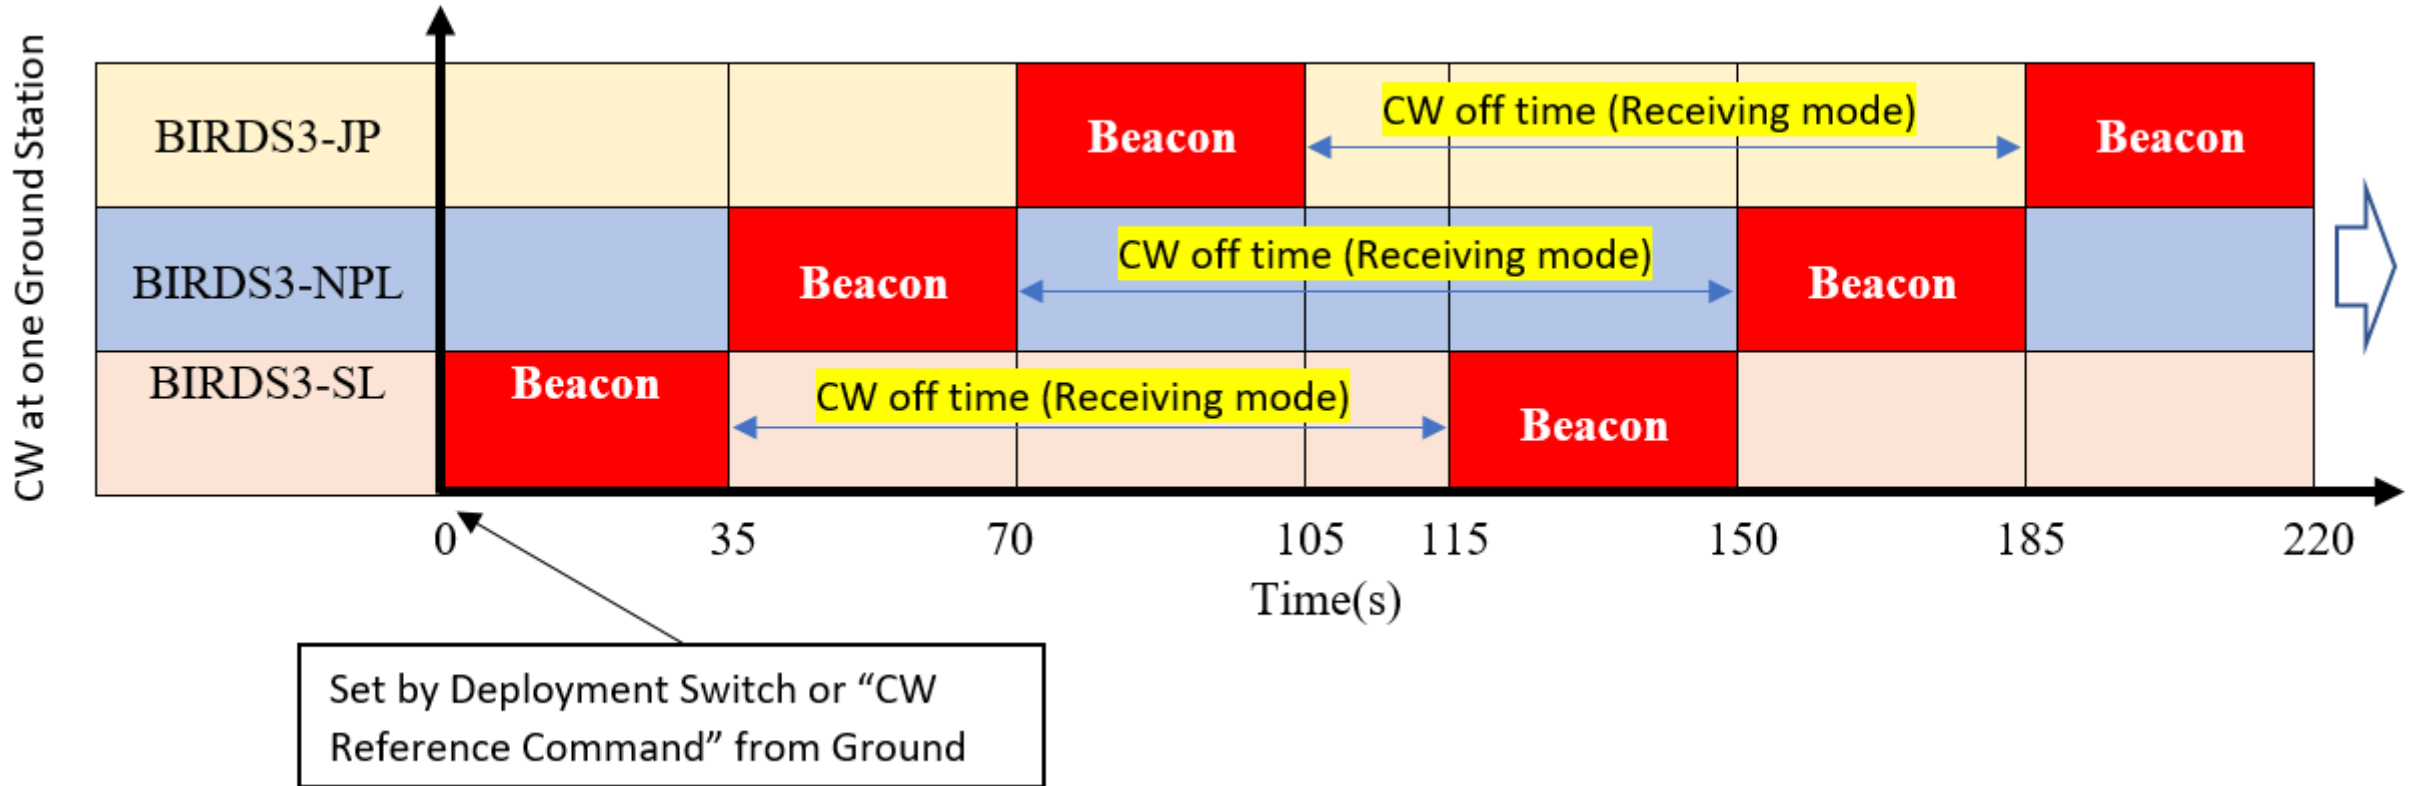 CW at one Ground Station
BIRDS3-JP
Beacon
CW off time (Receiving mode)
Beacon
BIRDS3-NPL
Beacon
CW off time (Receiving mode)
Beacon
BIRDS3-SL
Beacon
CW off time (Receiving mode)
Beacon
0 35 70 105 115 150 185 220
Time(s)
Set by Deployment Switch or “CW
Reference Command” from Ground